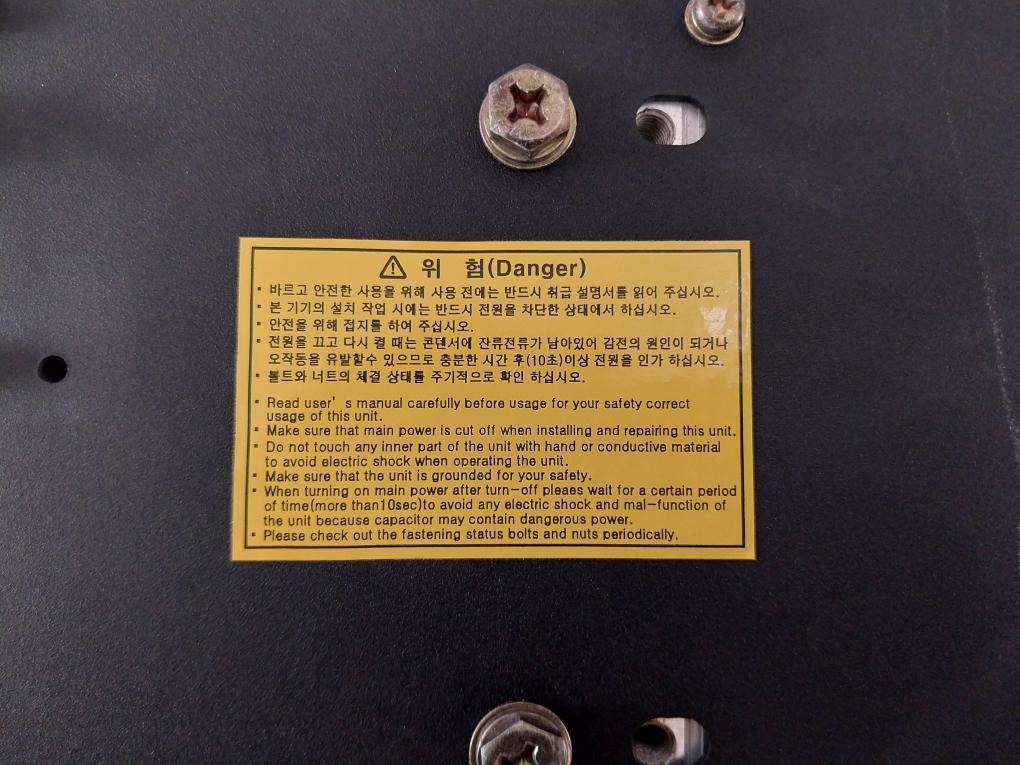 ⚠ 위 험(Danger)
▪ 바르고 안전한 사용을 위해 사용 전에는 반드시 취급 설명서를 읽어 주십시오.
▪ 본 기기의 설치 작업 시에는 반드시 전원을 차단한 상태에서 하십시오.
▪ 안전을 위해 접지를 하여 주십시오.
▪ 전원을 끄고 다시 켤 때는 콘덴서에 잔류전류가 남아있어 감전의 원인이 되거나
오작동을 유발할수 있으므로 충분한 시간 후(10초)이상 전원을 인가 하십시오.
▪ 볼트와 너트의 체결 상태를 주기적으로 확인 하십시오.
▪ Read user’ s manual carefully before usage for your safety correct
usage of this unit.
▪ Make sure that main power is cut off when installing and repairing this unit.
▪ Do not touch any inner part of the unit with hand or conductive material
to avoid electric shock when operating the unit.
▪ Make sure that the unit is grounded for your safety.
▪ When turning on main power after turn-off pleaes wait for a certain period
of time(more than10sec)to avoid any electric shock and mal-function of
the unit because capacitor may contain dangerous power.
▪ Please check out the fastening status bolts and nuts periodically.